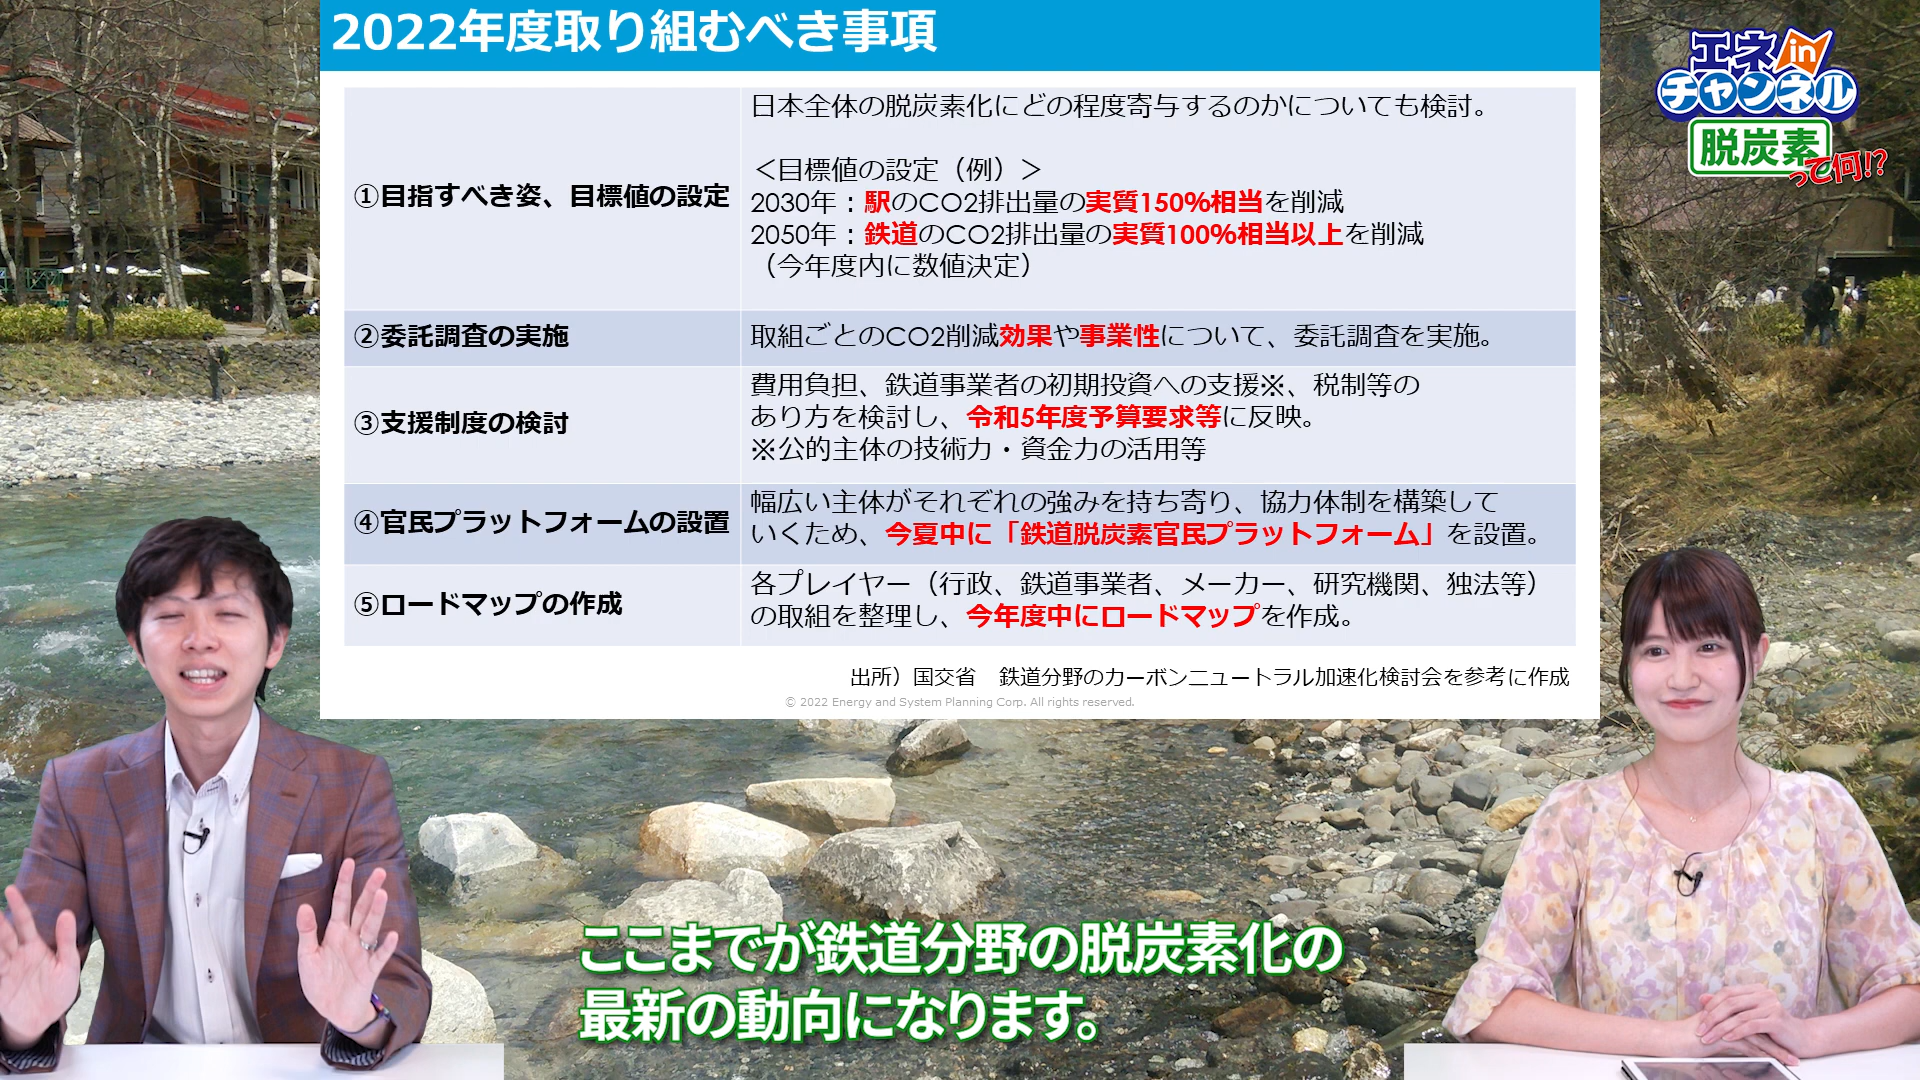 2022年度取り組むべき事項
①目指すべき姿、目標値の設定
日本全体の脱炭素化にどの程度寄与するのかについても検討。
＜目標値の設定（例）＞
2030年：駅のCO2排出量の実質150%相当を削減
2050年：鉄道のCO2排出量の実質100%相当以上を削減
（今年度内に数値決定）
②委託調査の実施
取組ごとのCO2削減効果や事業性について、委託調査を実施。
③支援制度の検討
費用負担、鉄道事業者の初期投資への支援※、税制等の
あり方を検討し、令和5年度予算要求等に反映。
※公的主体の技術力・資金力の活用等
④官民プラットフォームの設置
幅広い主体がそれぞれの強みを持ち寄り、協力体制を構築して
いくため、今夏中に「鉄道脱炭素官民プラットフォーム」を設置。
⑤ロードマップの作成
各プレイヤー（行政、鉄道事業者、メーカー、研究機関、独法等）
の取組を整理し、今年度中にロードマップを作成。
出所）国交省　鉄道分野のカーボンニュートラル加速化検討会を参考に作成
© 2022 Energy and System Planning Corp. All rights reserved.
エネin
チャンネル
脱炭素
って何!?
ここまでが鉄道分野の脱炭素化の
最新の動向になります。